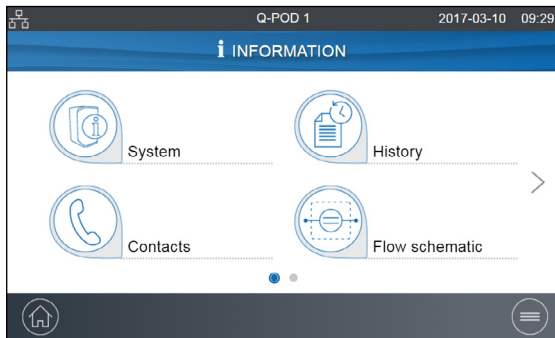 Q-POD 1 2017-03-10 09:29
i INFORMATION
System History
Contacts Flow schematic